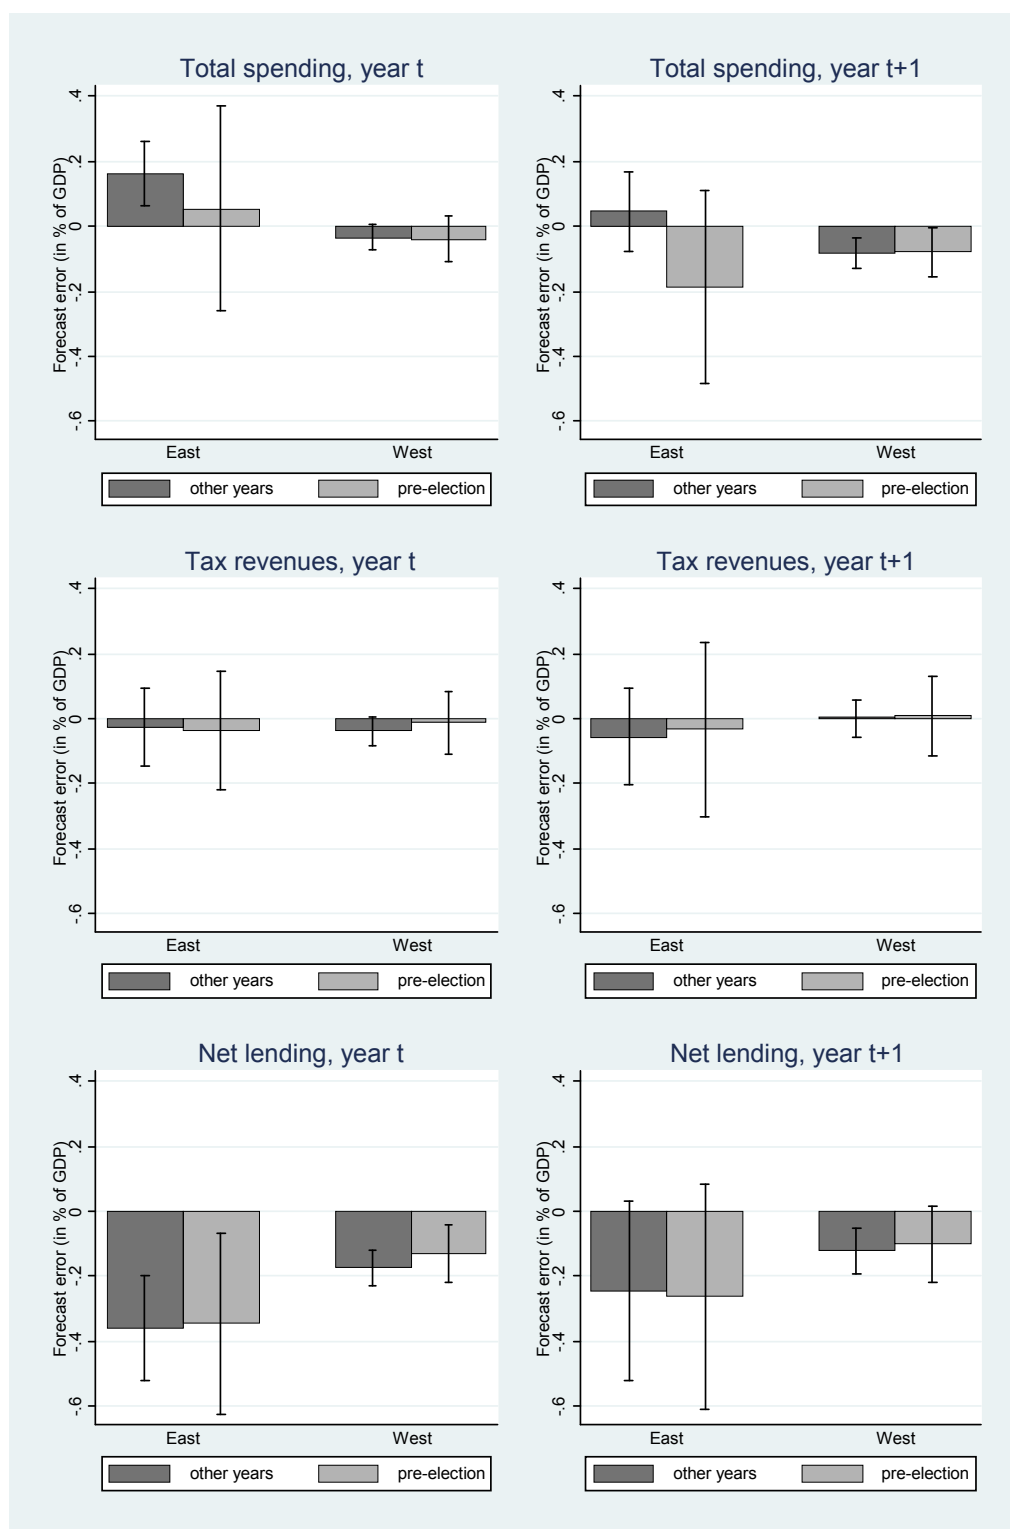 Total spending, year t
Forecast error (in % of GDP)
.4
.2
0
-.2
-.4
-.6
East West
other years pre-election
Total spending, year t+1
Forecast error (in % of GDP)
.4
.2
0
-.2
-.4
-.6
East West
other years pre-election
Tax revenues, year t
Forecast error (in % of GDP)
.4
.2
0
-.2
-.4
-.6
East West
other years pre-election
Tax revenues, year t+1
Forecast error (in % of GDP)
.4
.2
0
-.2
-.4
-.6
East West
other years pre-election
Net lending, year t
Forecast error (in % of GDP)
.4
.2
0
-.2
-.4
-.6
East West
other years pre-election
Net lending, year t+1
Forecast error (in % of GDP)
.4
.2
0
-.2
-.4
-.6
East West
other years pre-election